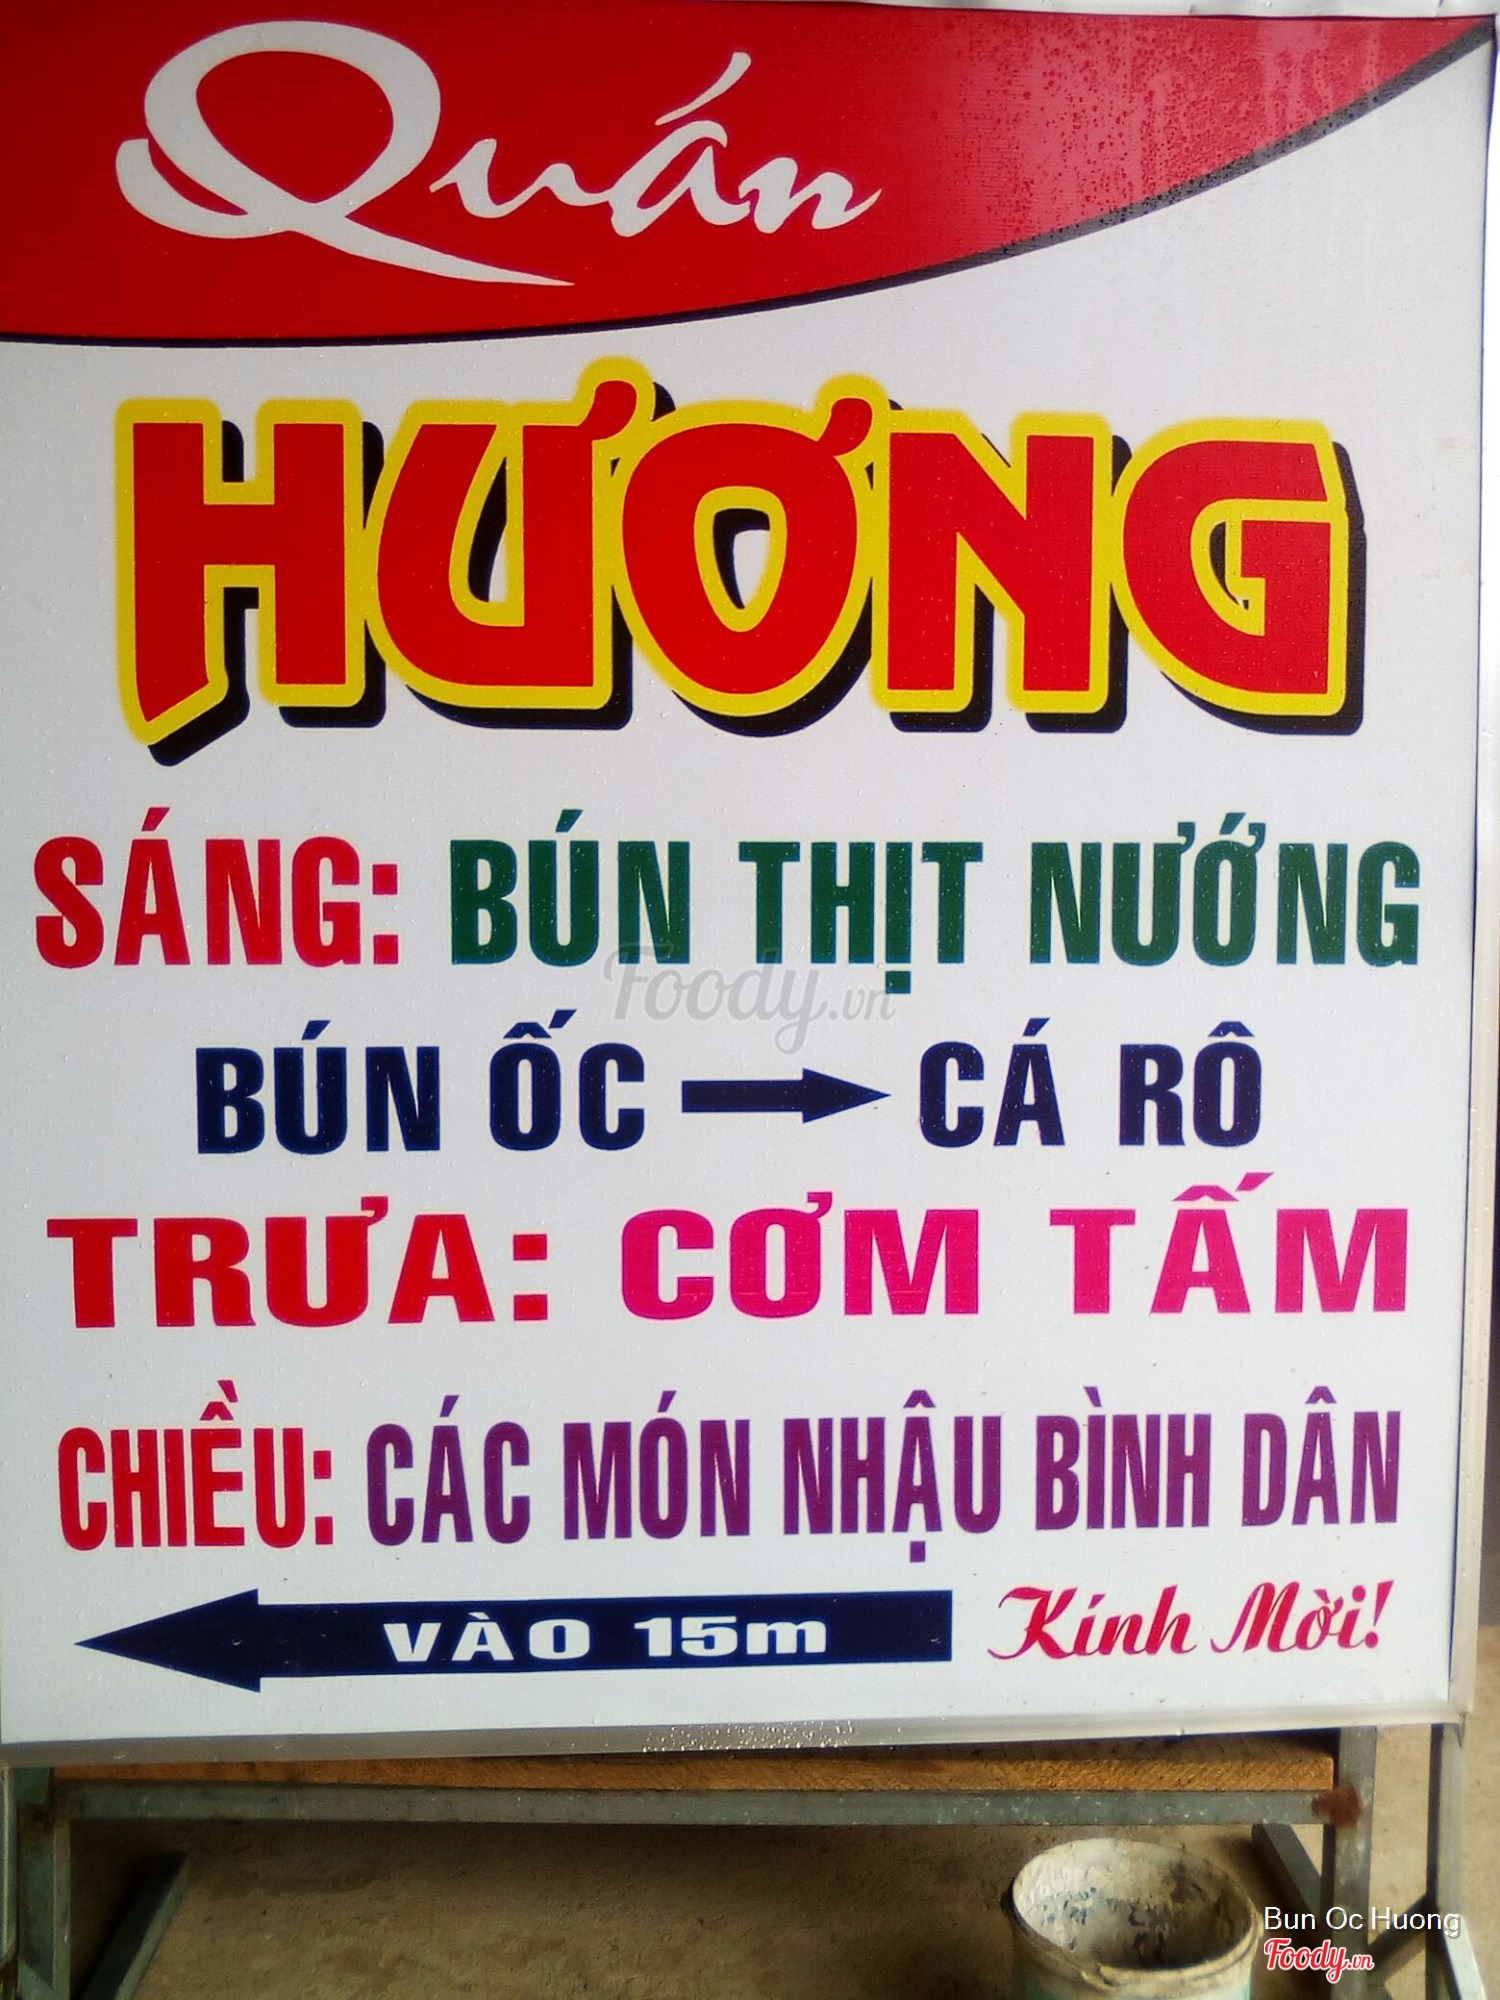 Quán
HƯƠNG
SÁNG: BÚN THỊT NƯỚNG
Foody.vn
BÚN ỐC → CÁ RÔ
TRƯA: CƠM TẤM
CHIỀU: CÁC MÓN NHẬU BÌNH DÂN
VÀO 15m Kính Mời!
Bun Oc Huong
Foody.vn